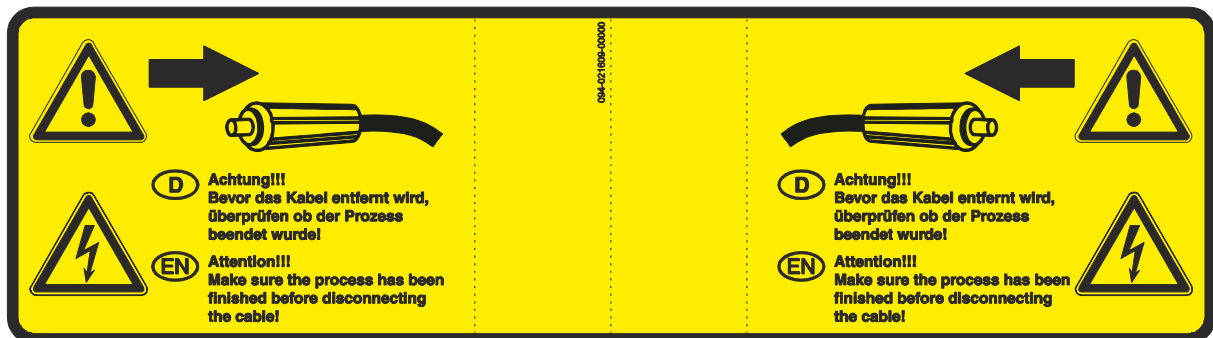 D
Achtung!!!
Bevor das Kabel entfernt wird,
überprüfen ob der Prozess
beendet wurde!
EN
Attention!!!
Make sure the process has been
finished before disconnecting
the cable!
094-021609-00000
D
Achtung!!!
Bevor das Kabel entfernt wird,
überprüfen ob der Prozess
beendet wurde!
EN
Attention!!!
Make sure the process has been
finished before disconnecting
the cable!